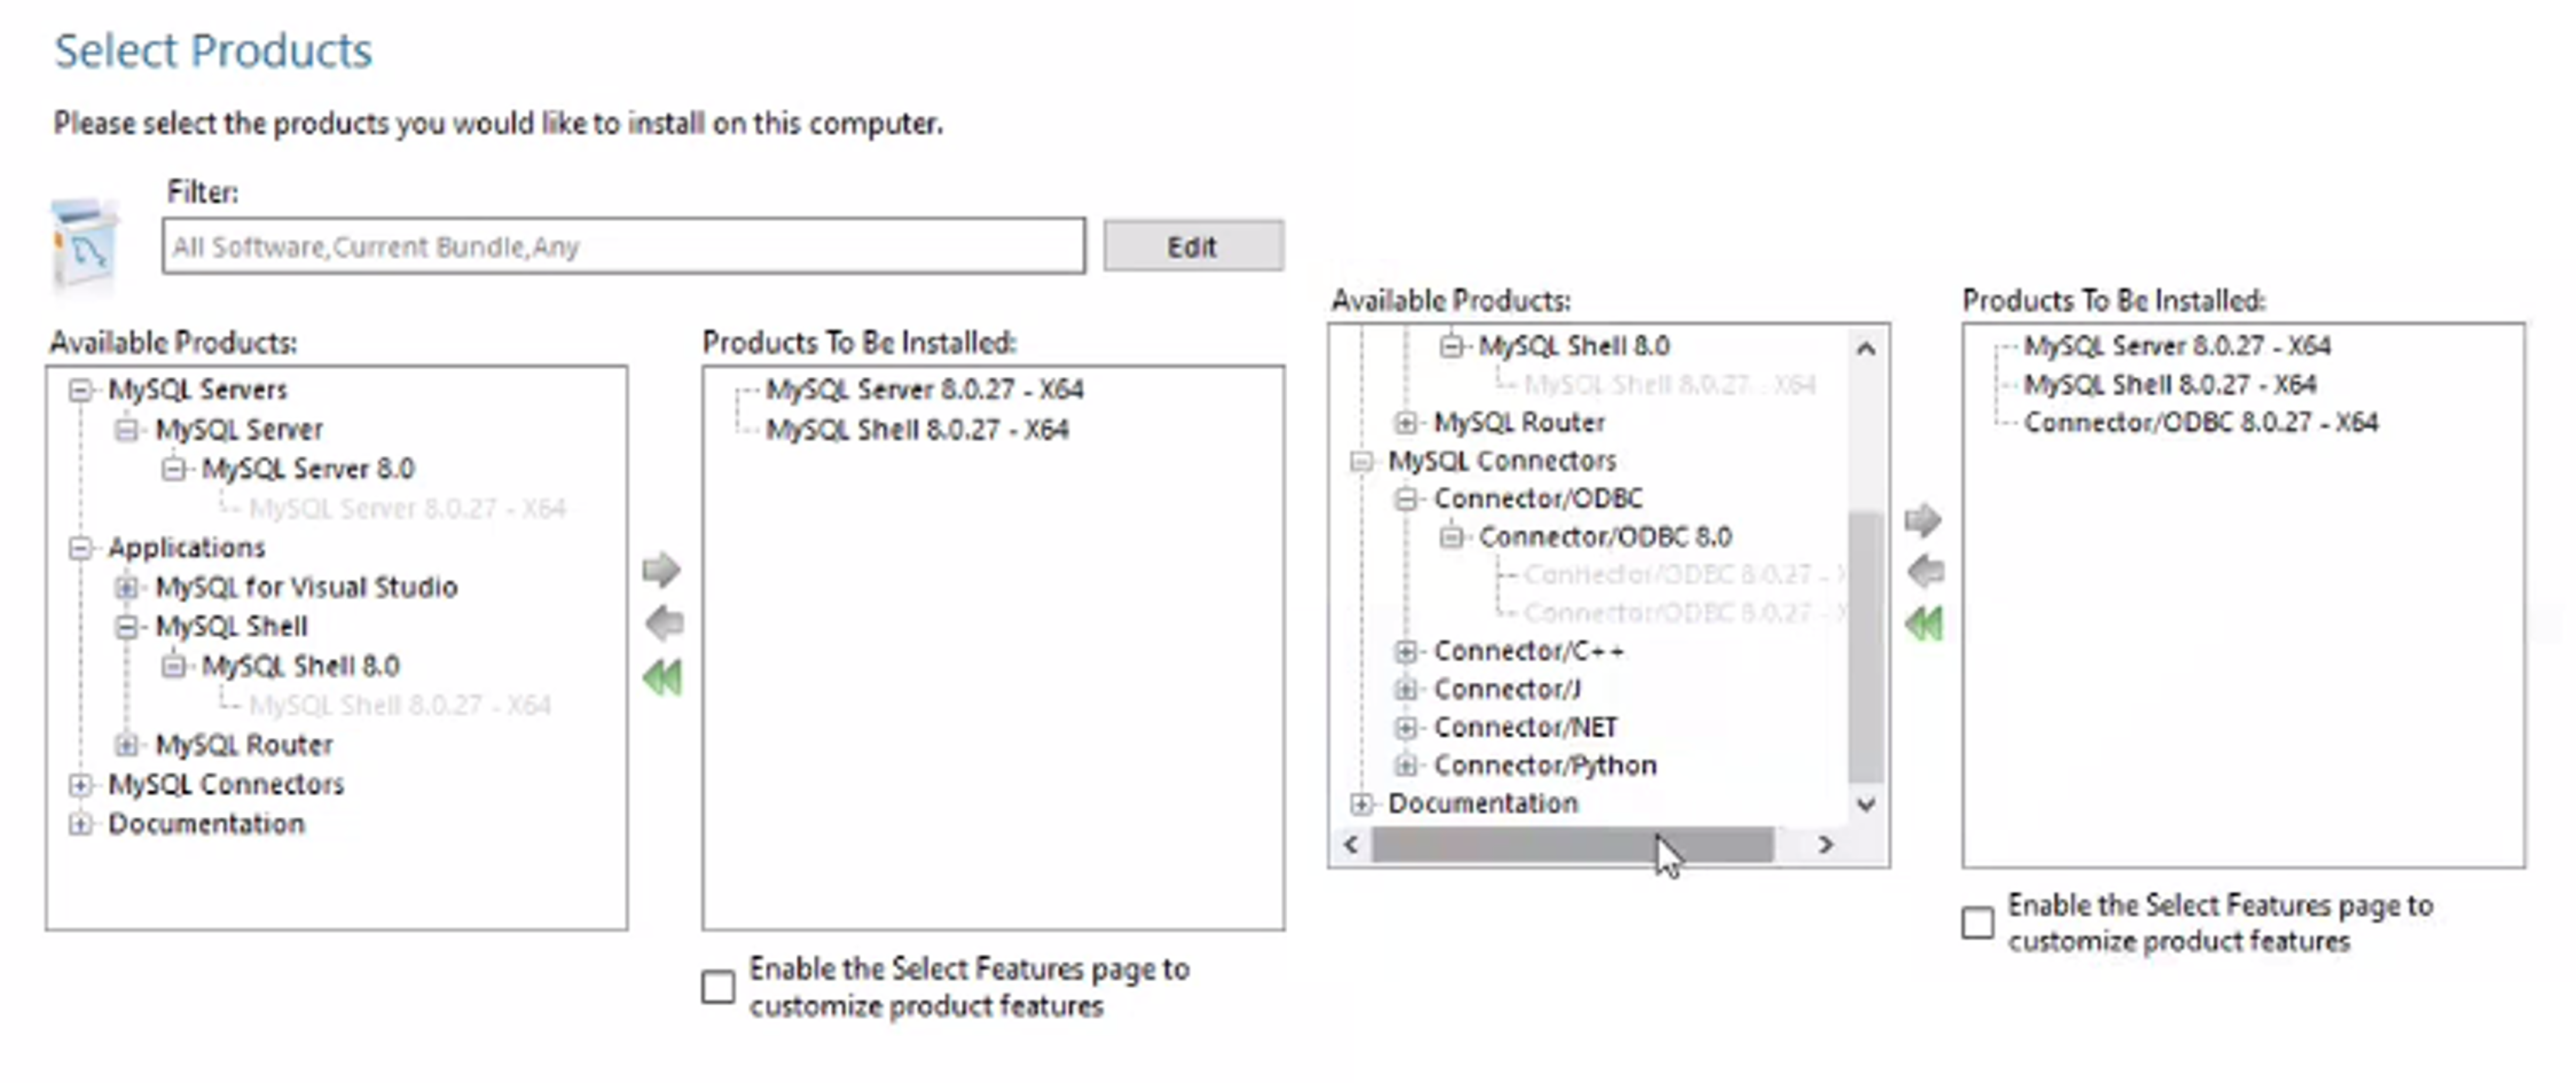 Select Products
Please select the products you would like to install on this computer.
Filter:
All Software,Current Bundle,Any
Edit
Available Products:
MySQL Servers
MySQL Server
MySQL Server 8.0
MySQL Server 8.0.27 - X64
Applications
MySQL for Visual Studio
MySQL Shell
MySQL Shell 8.0
MySQL Shell 8.0.27 - X64
MySQL Router
MySQL Connectors
Documentation
Products To Be Installed:
MySQL Server 8.0.27 - X64
MySQL Shell 8.0.27 - X64
Enable the Select Features page to
customize product features
Available Products:
MySQL Shell 8.0
MySQL Shell 8.0.27 - X64
MySQL Router
MySQL Connectors
Connector/ODBC
Connector/ODBC 8.0
Connector/ODBC 8.0.27 -
Connector/ODBC 8.0.27 -
Connector/C++
Connector/J
Connector/NET
Connector/Python
Documentation
Products To Be Installed:
MySQL Server 8.0.27 - X64
MySQL Shell 8.0.27 - X64
Connector/ODBC 8.0.27 - X64
Enable the Select Features page to
customize product features